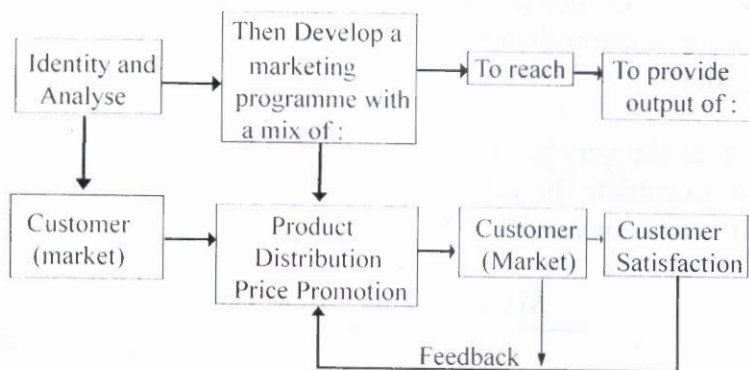 Identity and
Analyse
Then Develop a
marketing
programme with
a mix of :
To reach
To provide
output of :
Customer
(market)
Product
Distribution
Price Promotion
Customer
(Market)
Customer
Satisfaction
Feedback